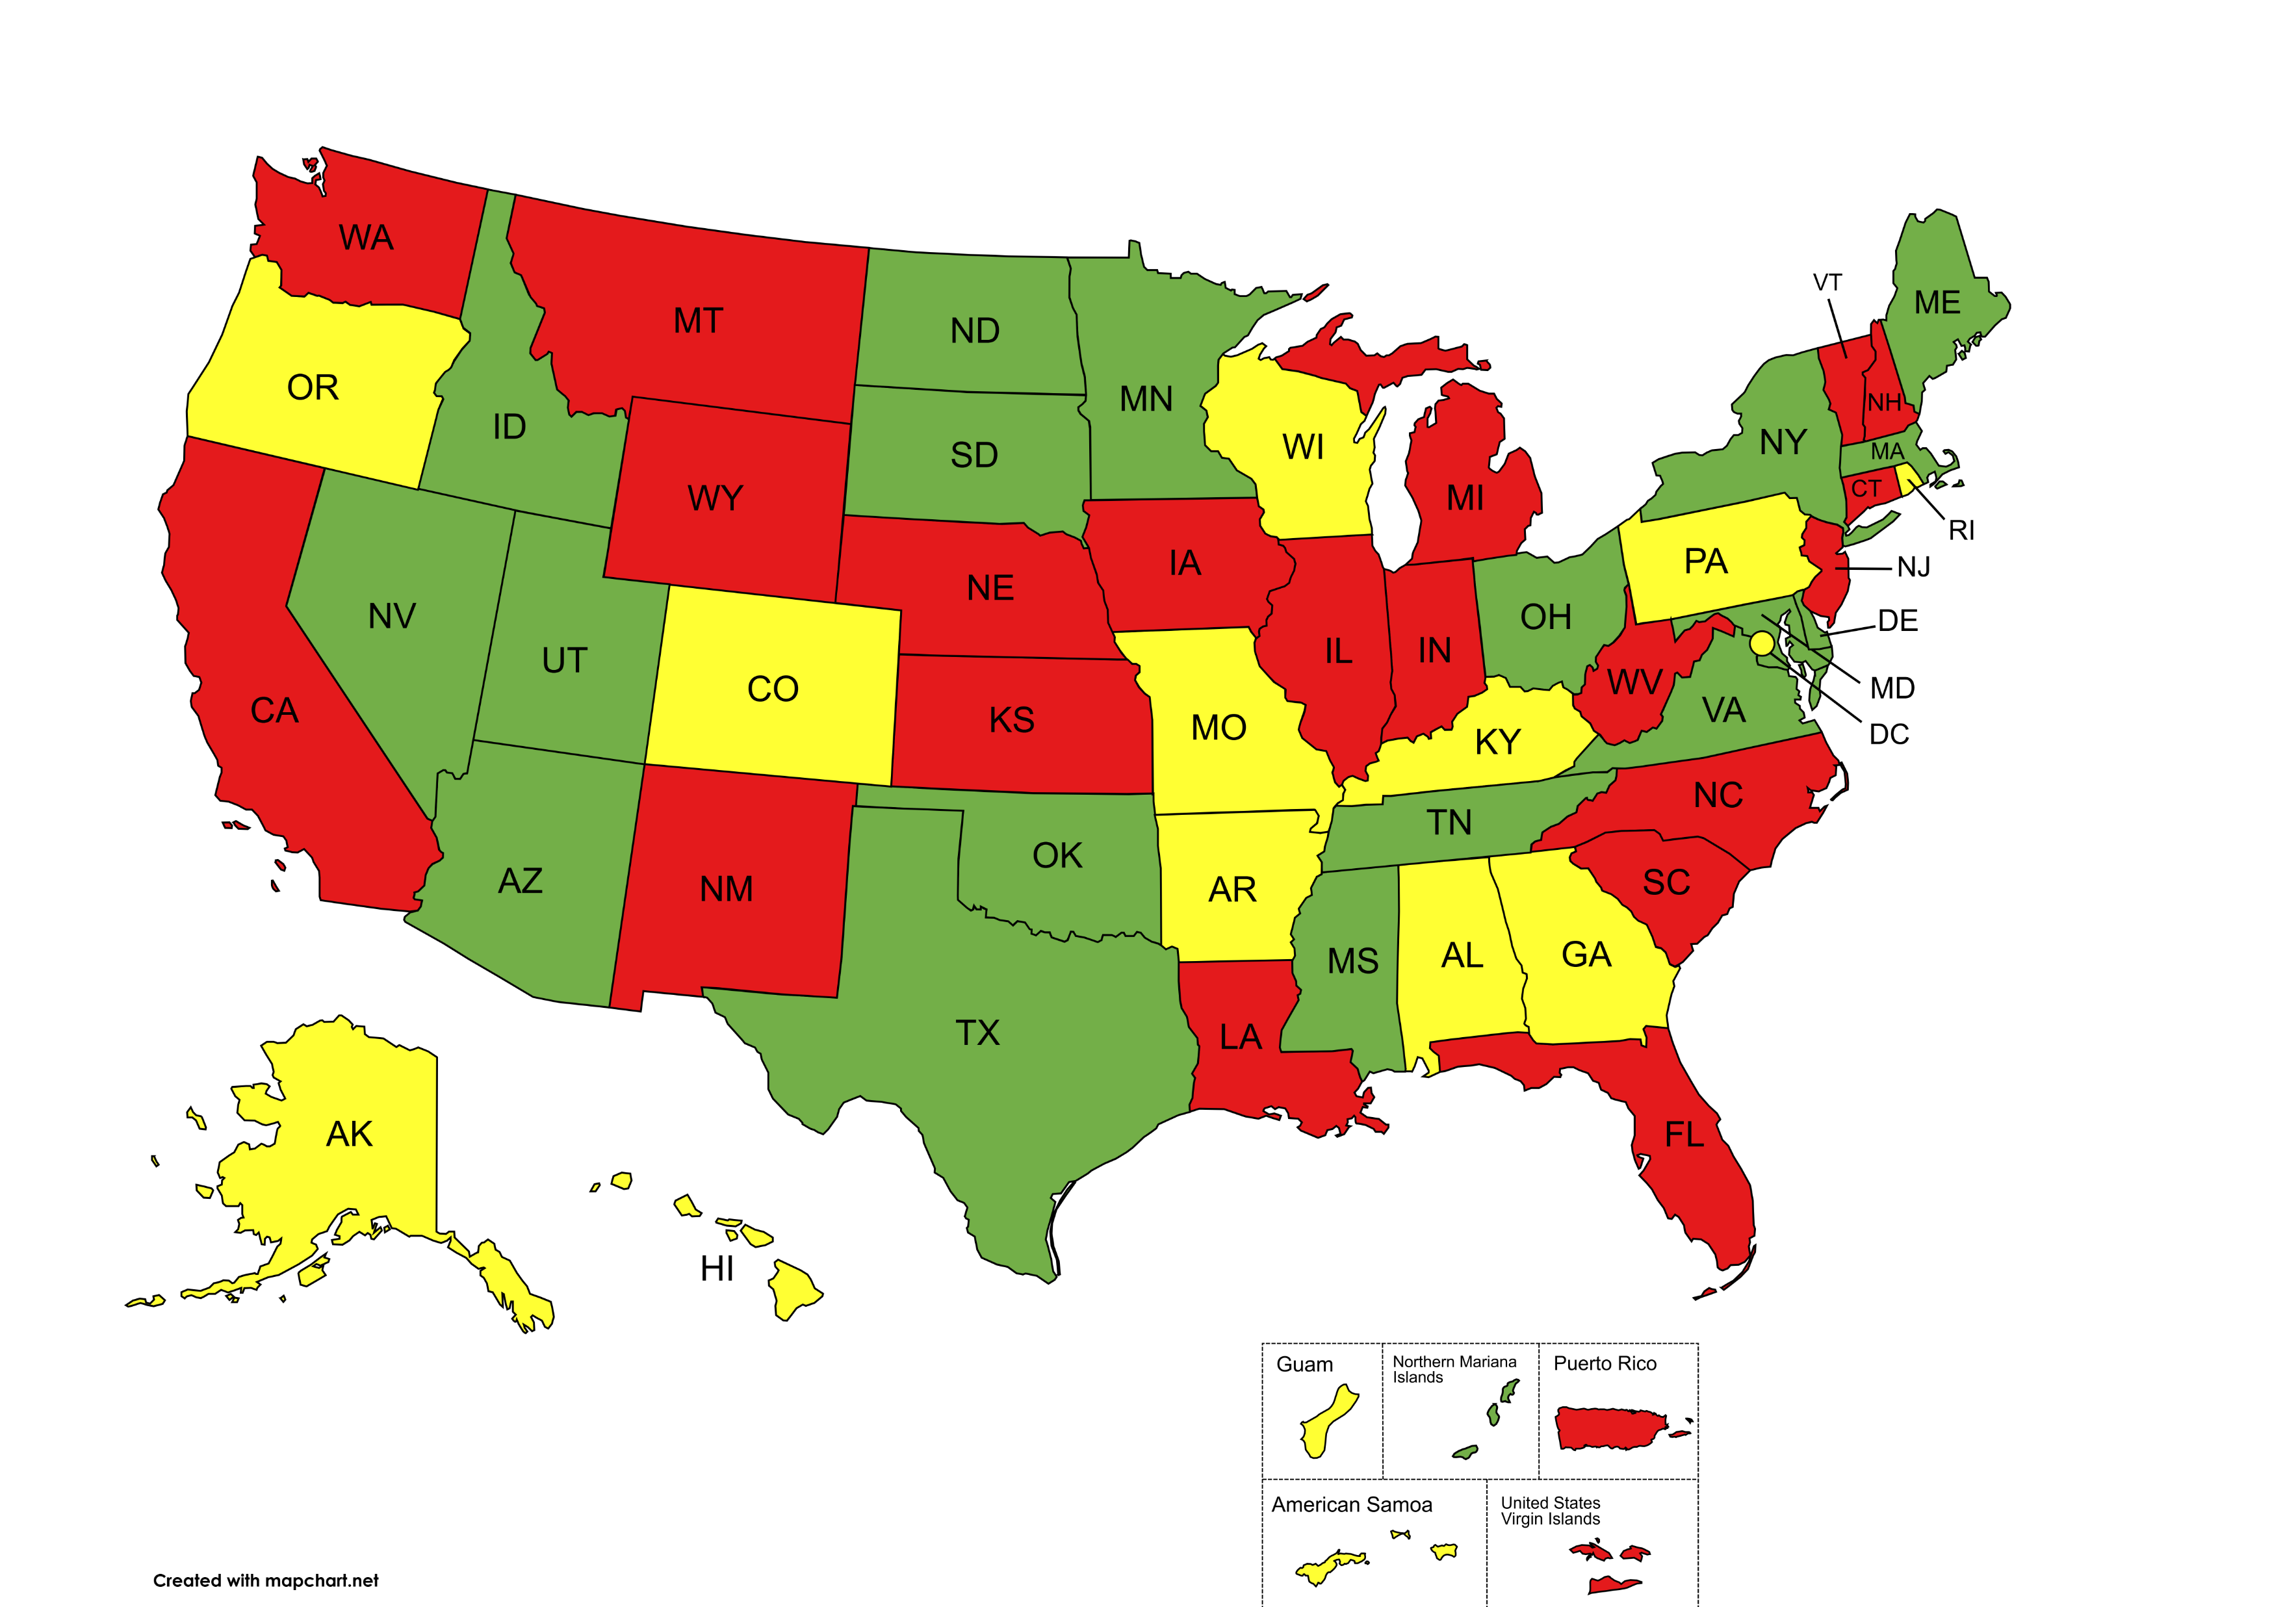 WA
MT
ND
MN
ME
VT
OR
ID
SD
WI
MI
NY
NH
MA
CT
RI
WY
IA
PA
NJ
NE
OH
DE
NV
UT
CO
IL
IN
WV
MD
VA
DC
CA
KS
MO
KY
NC
TN
AZ
NM
OK
AR
SC
MS
AL
GA
TX
LA
AK
FL
HI
Guam
Northern Mariana
Islands
Puerto Rico
American Samoa
United States
Virgin Islands
Created with mapchart.net